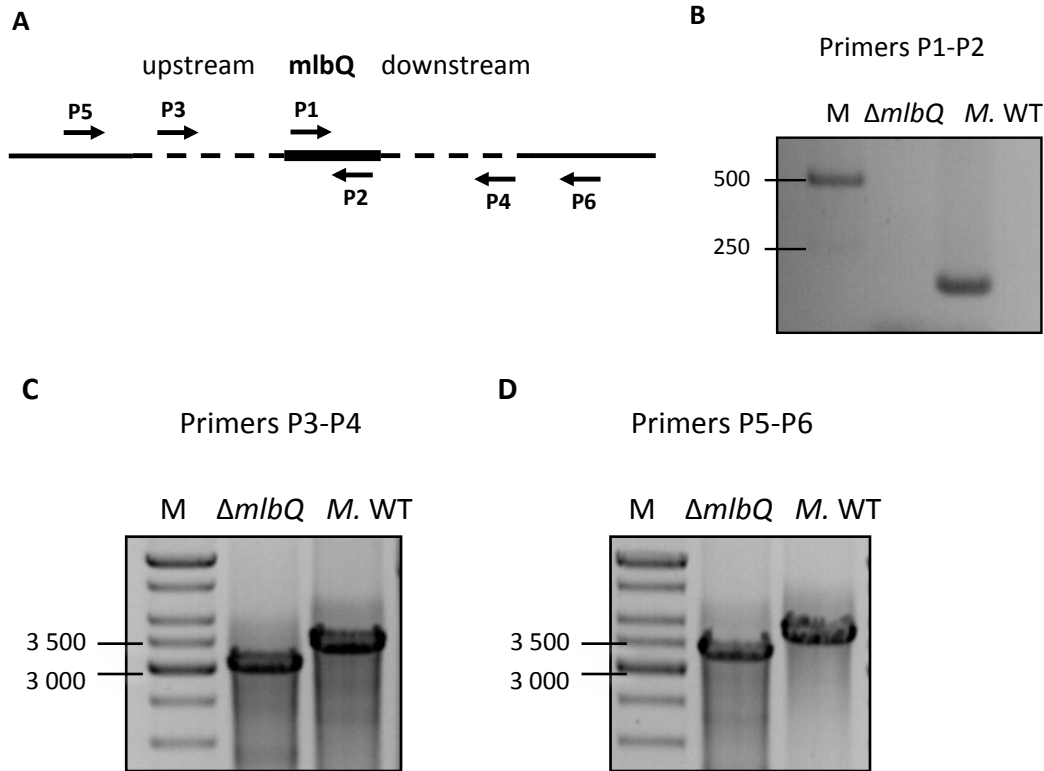 A
upstream mlbQ downstream
P5 P3 P1
P2 P4 P6
B
Primers P1-P2
M ΔmlbQ M. WT
500
250
C
Primers P3-P4
M ΔmlbQ M. WT
3 500
3 000
D
Primers P5-P6
M ΔmlbQ M. WT
3 500
3 000